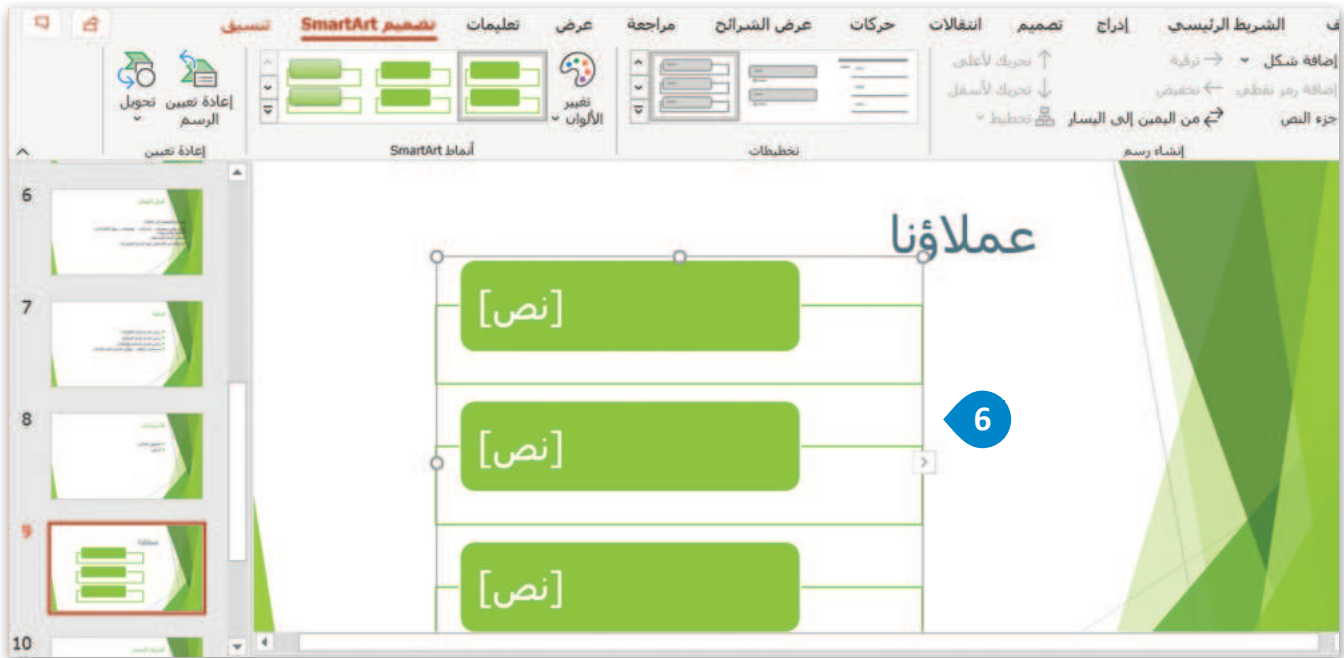 الشريط الرئيسي إدراج تصميم انتقالات حركات عرض الشرائح مراجعة عرض تعليمات تصميم SmartArt تنسيق
إضافة شكل ترقية تحريك لأعلى
إضافة رمز نقطي تخفيض تحريك لأسفل
جزء النص من اليمين إلى اليسار تخطيط
إنشاء رسم
تخطيطات
تغيير
الألوان
أنماط SmartArt
إعادة تعيين
الرسم
تحويل
إعادة تعيين
عملاؤنا
[نص]
[نص]
[نص]
6
6
7
8
9
عملاؤنا
10